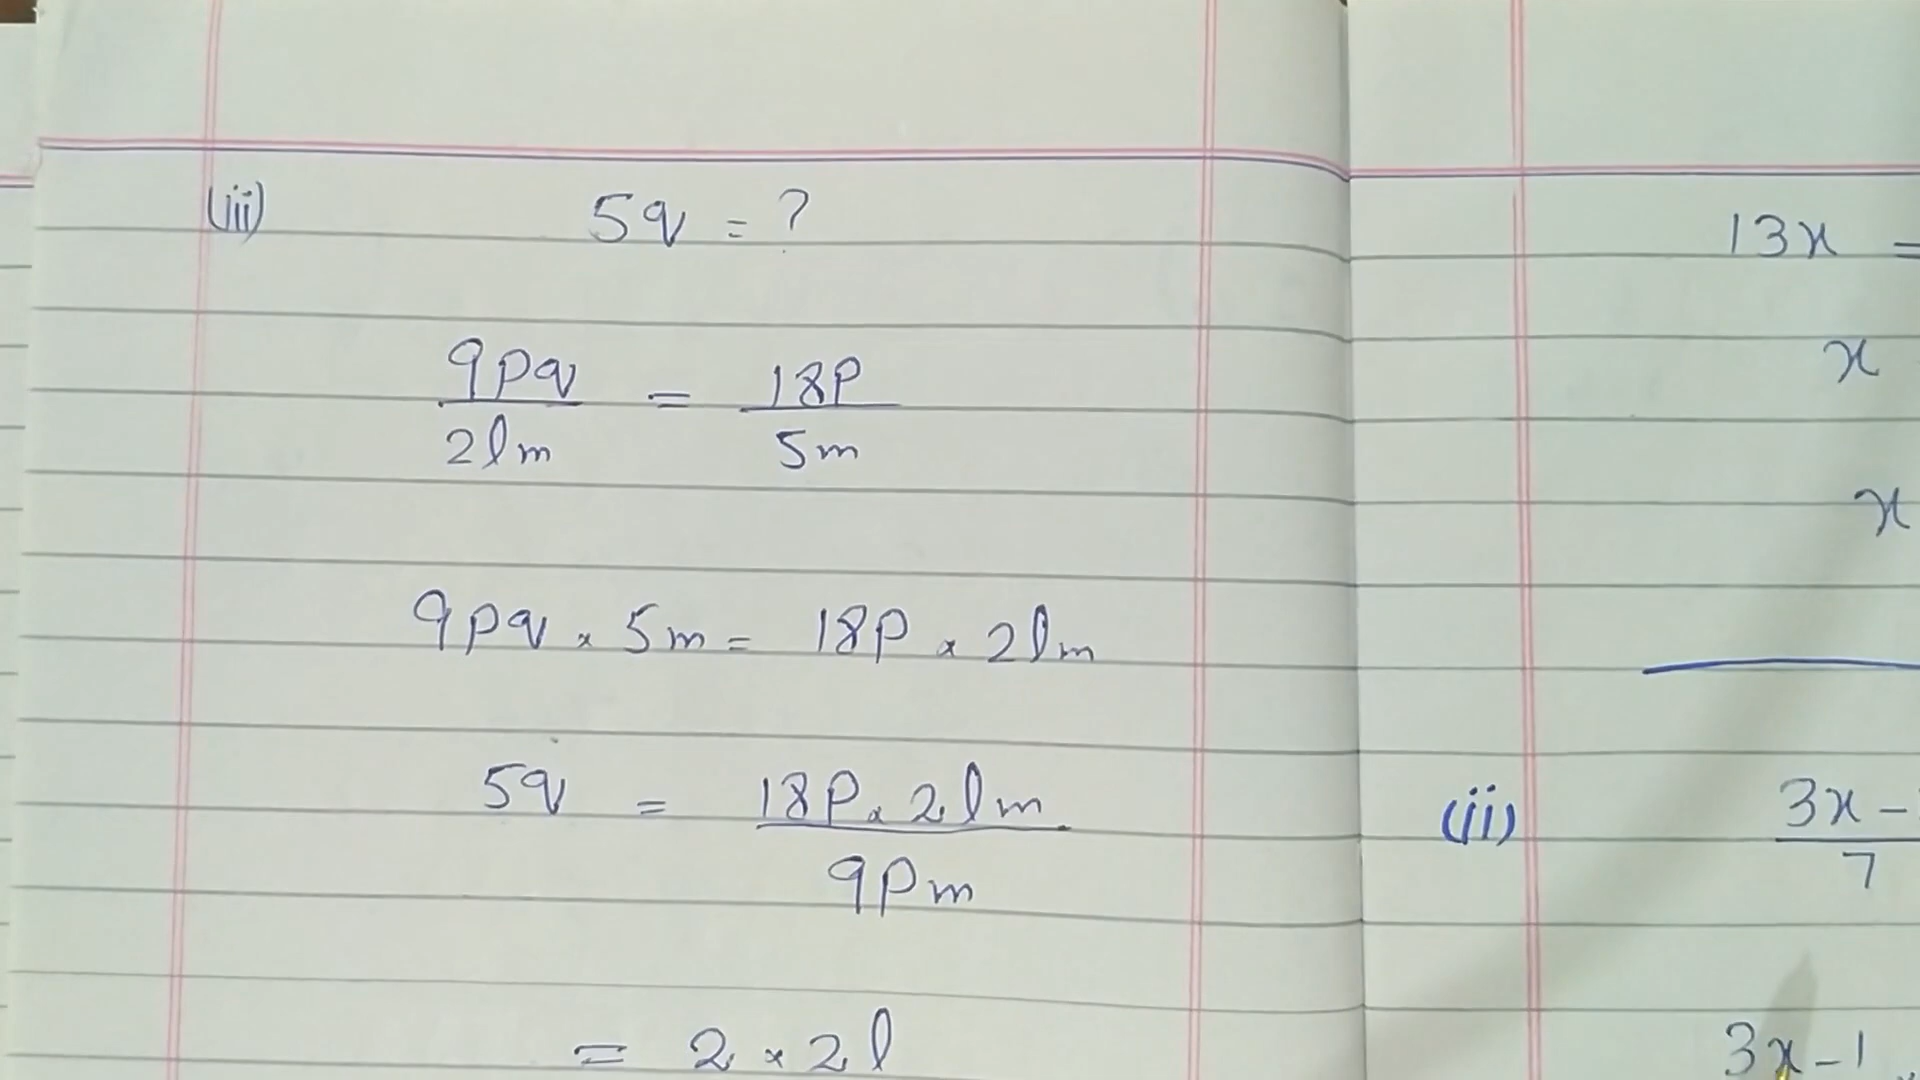 (iii) 5q = ?
9pq / 2lm = 18p / 5m
9pq × 5m = 18p × 2lm
5q = 18p × 2lm / 9pm
= 2 × 2l
13x =
x
x
(ii) 3x - / 7
3x-1